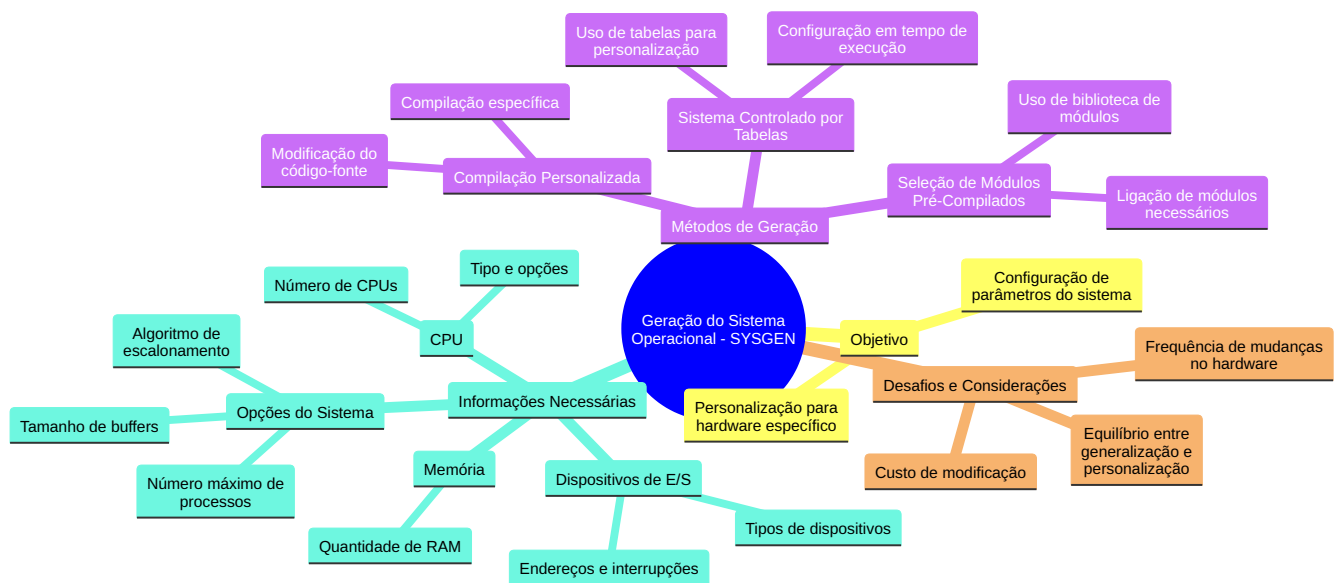 Uso de tabelas para
personalização
Configuração em tempo de
execução
Compilação específica
Sistema Controlado por
Tabelas
Uso de biblioteca de
módulos
Modificação do
código-fonte
Compilação Personalizada
Seleção de Módulos
Pré-Compilados
Ligação de módulos
necessários
Métodos de Geração
Geração do Sistema
Operacional - SYSGEN
Tipo e opções
Número de CPUs
CPU
Algoritmo de
escalonamento
Opções do Sistema
Informações Necessárias
Tamanho de buffers
Número máximo de
processos
Memória
Quantidade de RAM
Dispositivos de E/S
Tipos de dispositivos
Endereços e interrupções
Configuração de
parâmetros do sistema
Objetivo
Personalização para
hardware específico
Frequência de mudanças
no hardware
Desafios e Considerações
Equilíbrio entre
generalização e
personalização
Custo de modificação